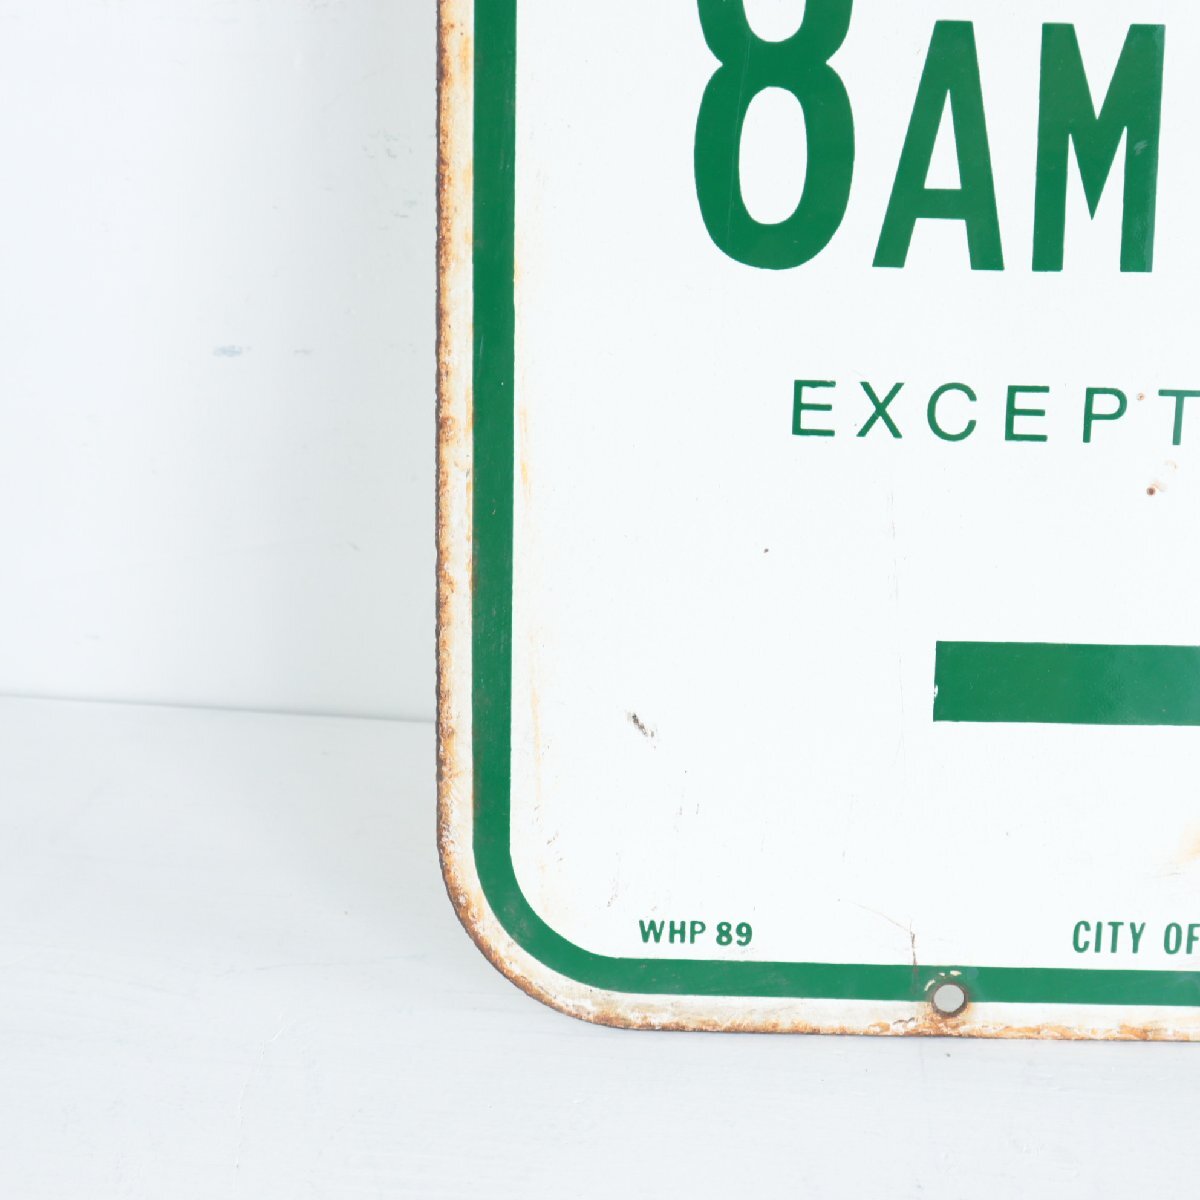 8AM
EXCEPT
WHP 89
CITY OF